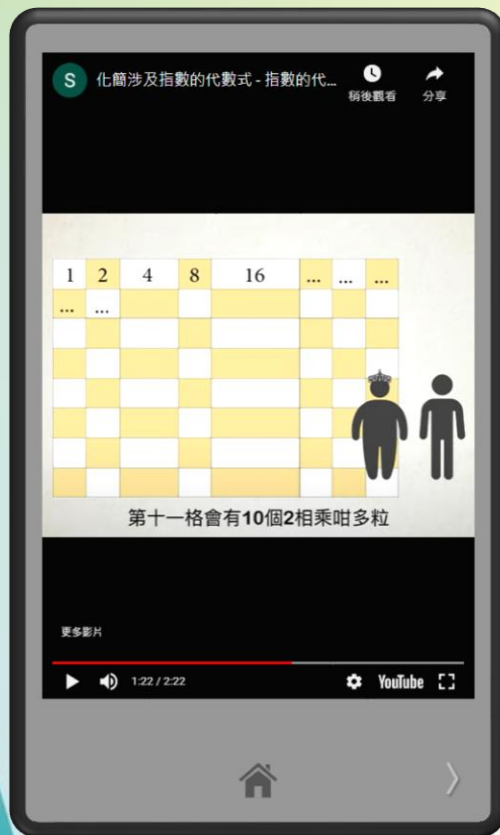 S 化簡涉及指數的代數式 - 指數的代...
稍後觀看 分享
1 2 4 8 16 ... ... ...
... ...
第十一格會有10個2相乘咁多粒
更多影片
1:22 / 2:22 YouTube